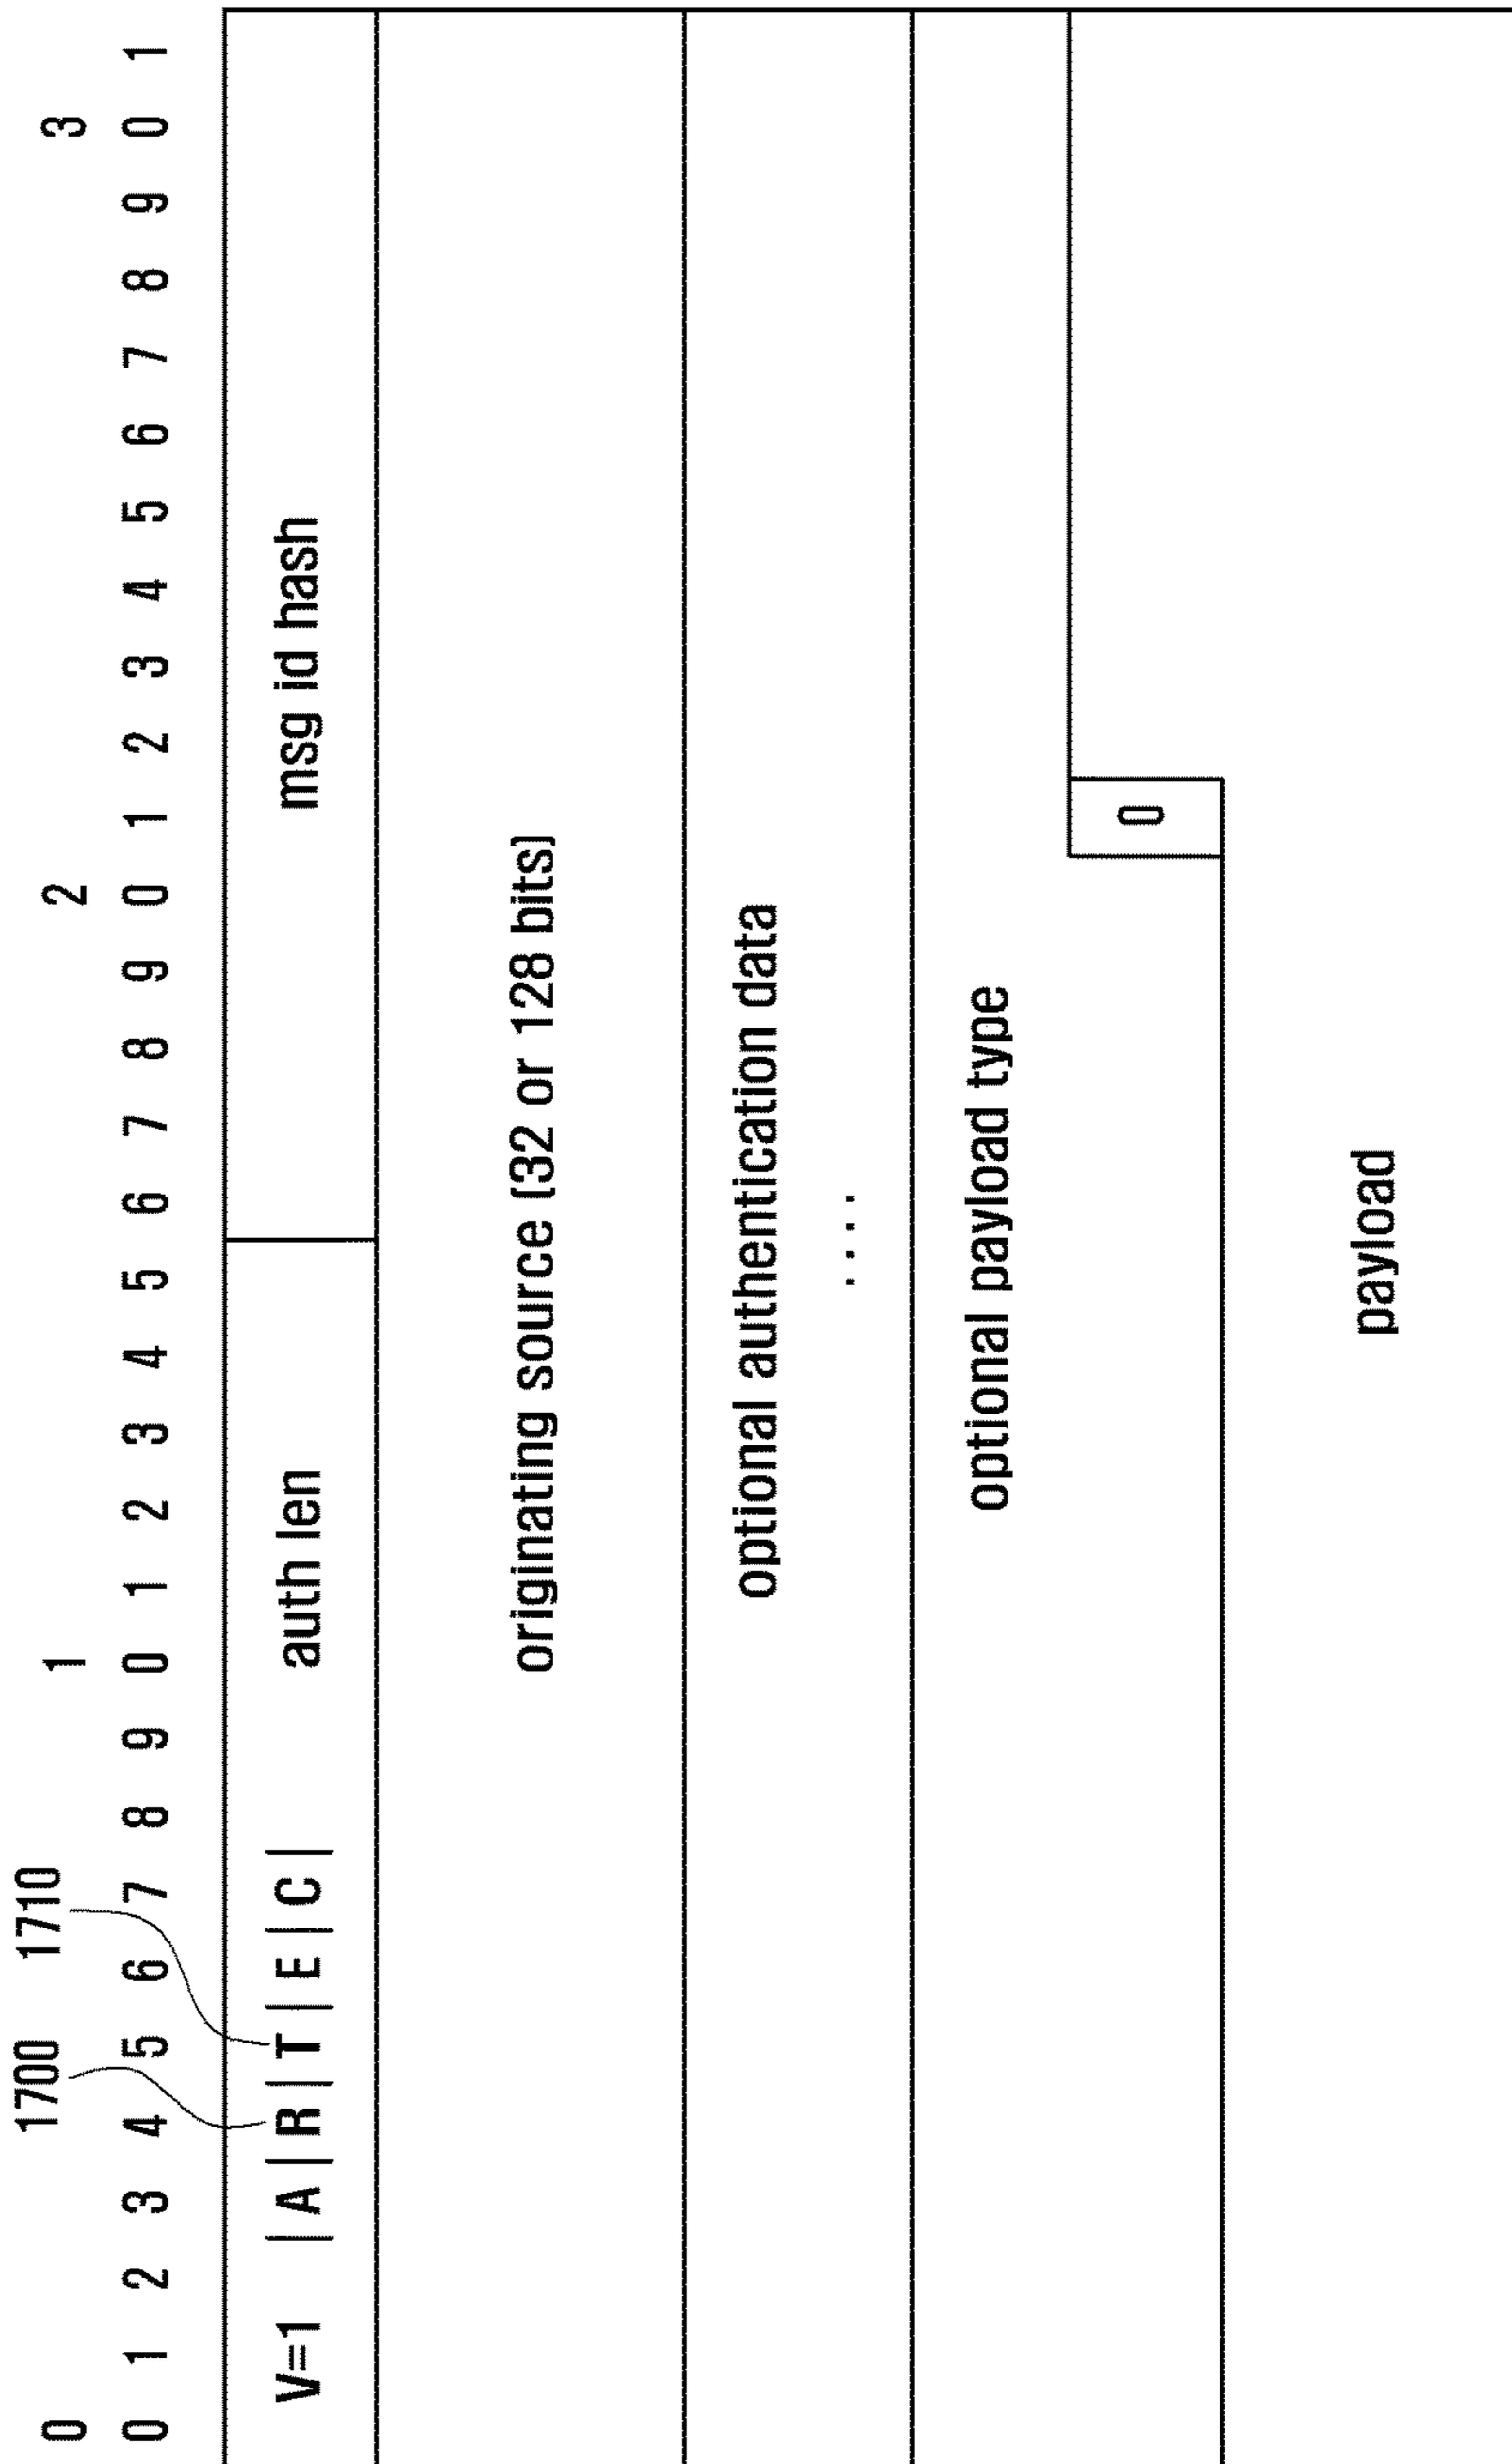 1700 1710
0 1 2 3
0 1 2 3 4 5 6 7 8 9 0 1 2 3 4 5 6 7 8 9 0 1 2 3 4 5 6 7 8 9 0 1
V=1 |A|R|T|E|C| auth len msg id hash
originating source (32 or 128 bits)
optional authentication data
....
optional payload type
0
payload